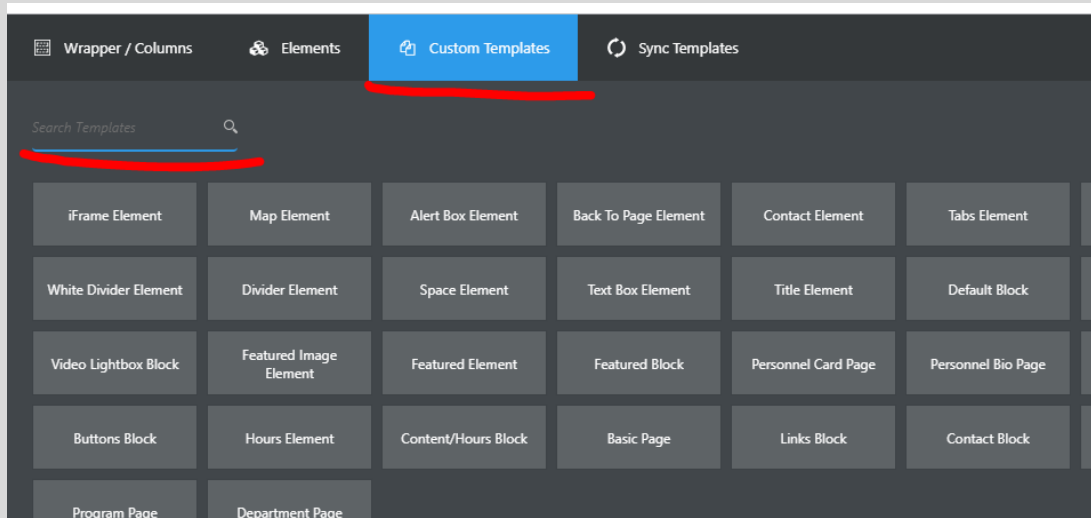 Wrapper / Columns
Elements
Custom Templates
Sync Templates
Search Templates
iFrame Element
Map Element
Alert Box Element
Back To Page Element
Contact Element
Tabs Element
White Divider Element
Divider Element
Space Element
Text Box Element
Title Element
Default Block
Video Lightbox Block
Featured Image
Element
Featured Element
Featured Block
Personnel Card Page
Personnel Bio Page
Buttons Block
Hours Element
Content/Hours Block
Basic Page
Links Block
Contact Block
Program Page
Department Page